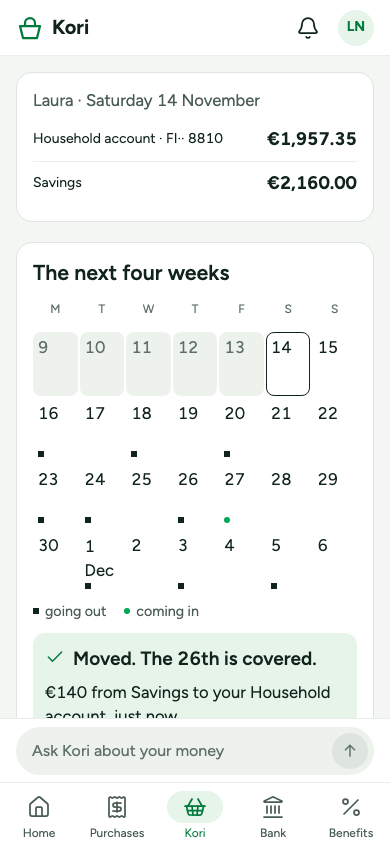 Kori
LN
Laura · Saturday 14 November
Household account · FI·· 8810
€1,957.35
Savings
€2,160.00
The next four weeks
M T W T F S S
9 10 11 12 13 14 15
16 17 18 19 20 21 22
23 24 25 26 27 28 29
30 1 2 3 4 5 6
Dec
going out
coming in
Moved. The 26th is covered.
€140 from Savings to your Household
account, just now
Ask Kori about your money
Home
Purchases
Kori
Bank
Benefits